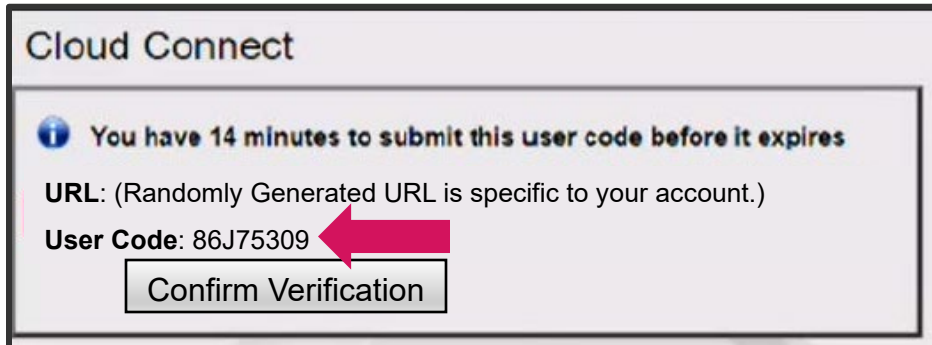 Cloud Connect
You have 14 minutes to submit this user code before it expires
URL: (Randomly Generated URL is specific to your account.)
User Code: 86J75309
Confirm Verification